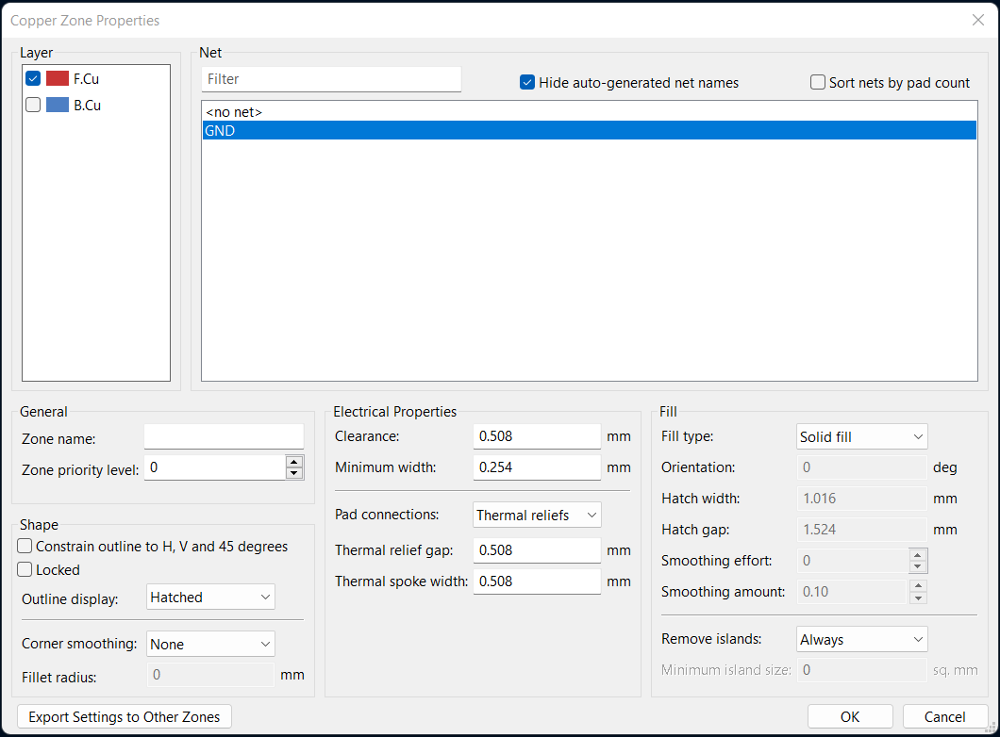 Copper Zone Properties
Layer
F.Cu
B.Cu
Net
Filter
Hide auto-generated net names
Sort nets by pad count
<no net>
GND
General
Zone name:
Zone priority level: 0
Shape
Constrain outline to H, V and 45 degrees
Locked
Outline display: Hatched
Corner smoothing: None
Fillet radius: 0 mm
Electrical Properties
Clearance: 0.508 mm
Minimum width: 0.254 mm
Pad connections: Thermal reliefs
Thermal relief gap: 0.508 mm
Thermal spoke width: 0.508 mm
Fill
Fill type: Solid fill
Orientation: 0 deg
Hatch width: 1.016 mm
Hatch gap: 1.524 mm
Smoothing effort: 0
Smoothing amount: 0.10
Remove islands: Always
Minimum island size: 0 sq. mm
Export Settings to Other Zones
OK
Cancel